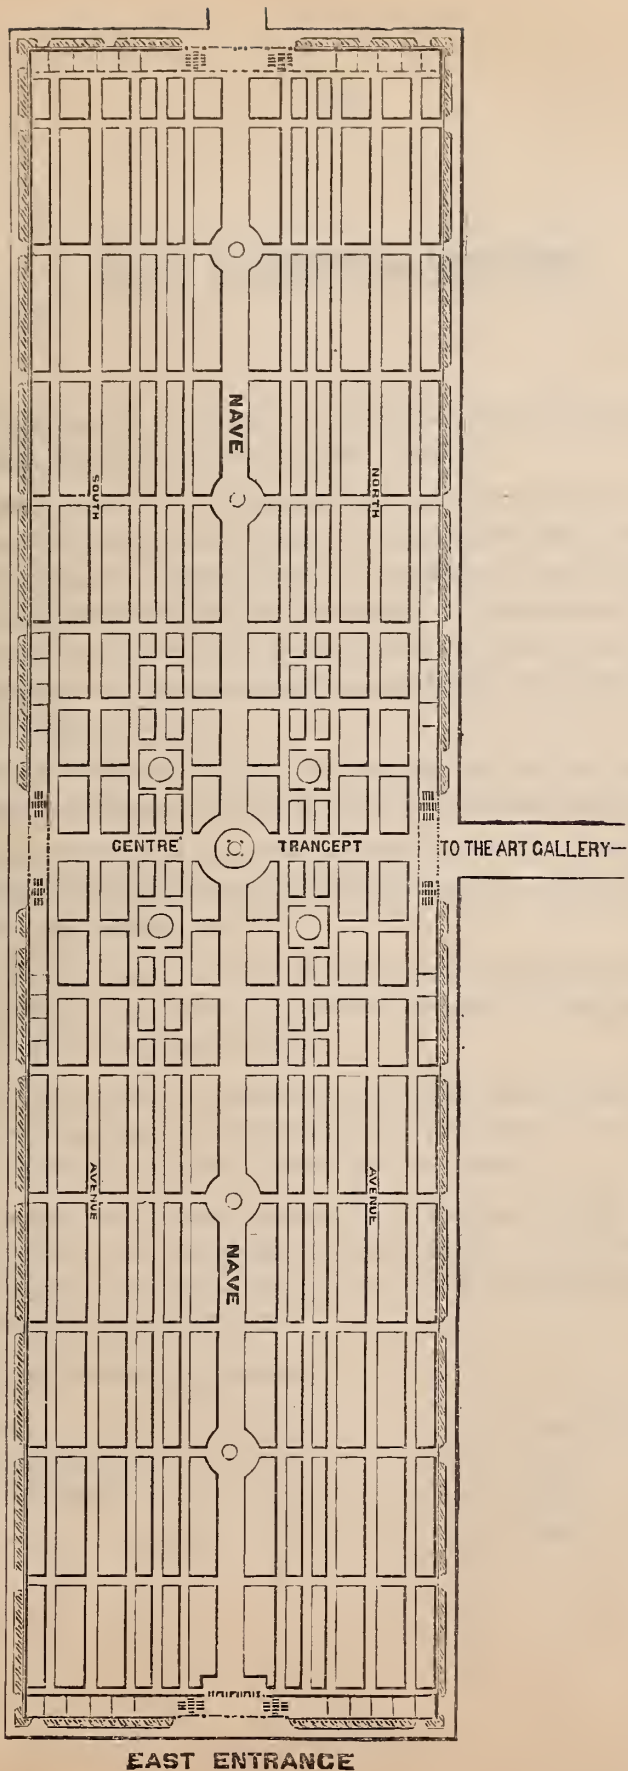 NAVE
SOUTH
NORTH
CENTRE TRANCEPT
TO THE ART GALLERY
AVENUE
AVENUE
NAVE
EAST ENTRANCE